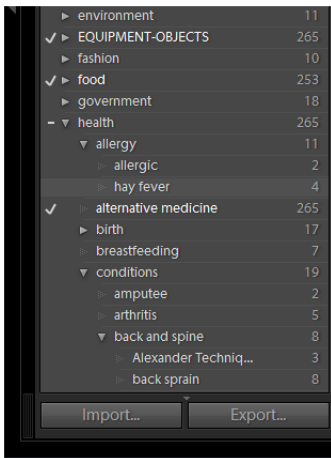 environment 11
EQUIPMENT-OBJECTS 265
fashion 10
food 253
government 18
health 265
allergy 11
allergic 2
hay fever 4
alternative medicine 265
birth 17
breastfeeding 7
conditions 19
amputee 2
arthritis 5
back and spine 8
Alexander Techniq... 3
back sprain 8
Import... Export...